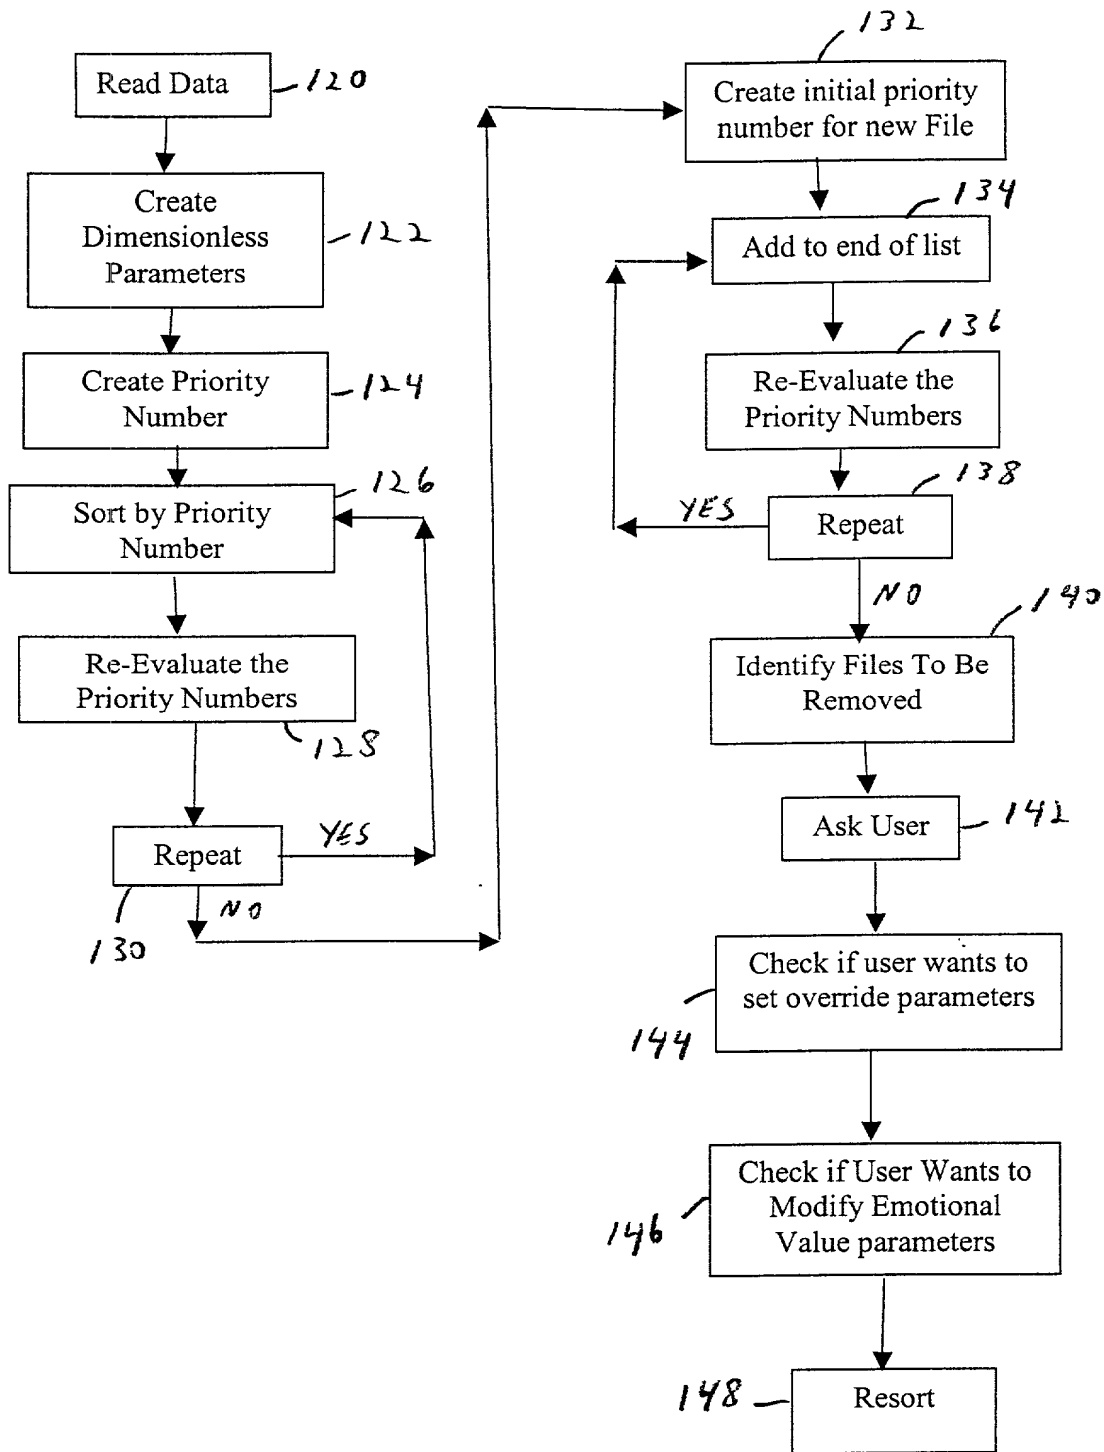 Read Data
120
Create
Dimensionless
Parameters
122
Create Priority
Number
124
Sort by Priority
Number
126
Re-Evaluate the
Priority Numbers
128
Repeat
YES
NO
130
132
Create initial priority
number for new File
134
Add to end of list
136
Re-Evaluate the
Priority Numbers
138
Repeat
YES
NO
140
Identify Files To Be
Removed
Ask User
142
Check if user wants to
set override parameters
144
Check if User Wants to
Modify Emotional
Value parameters
146
148
Resort